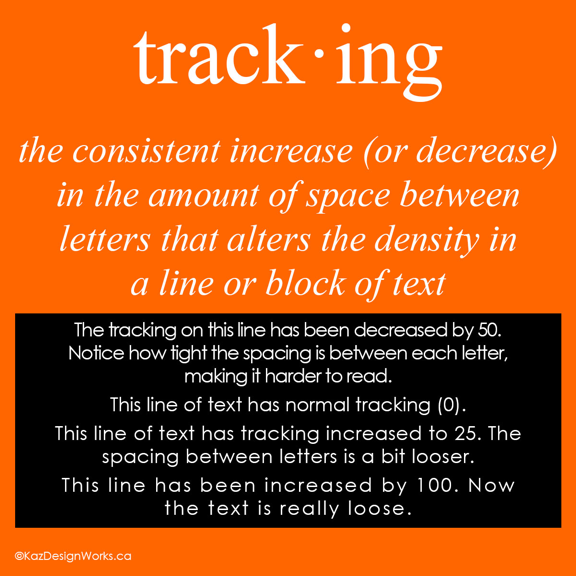 track·ing
the consistent increase (or decrease)
in the amount of space between
letters that alters the density in
a line or block of text
The tracking on this line has been decreased by 50.
Notice how tight the spacing is between each letter,
making it harder to read.
This line of text has normal tracking (0).
This line of text has tracking increased to 25. The
spacing between letters is a bit looser.
This line has been increased by 100. Now
the text is really loose.
©KazDesignWorks.ca